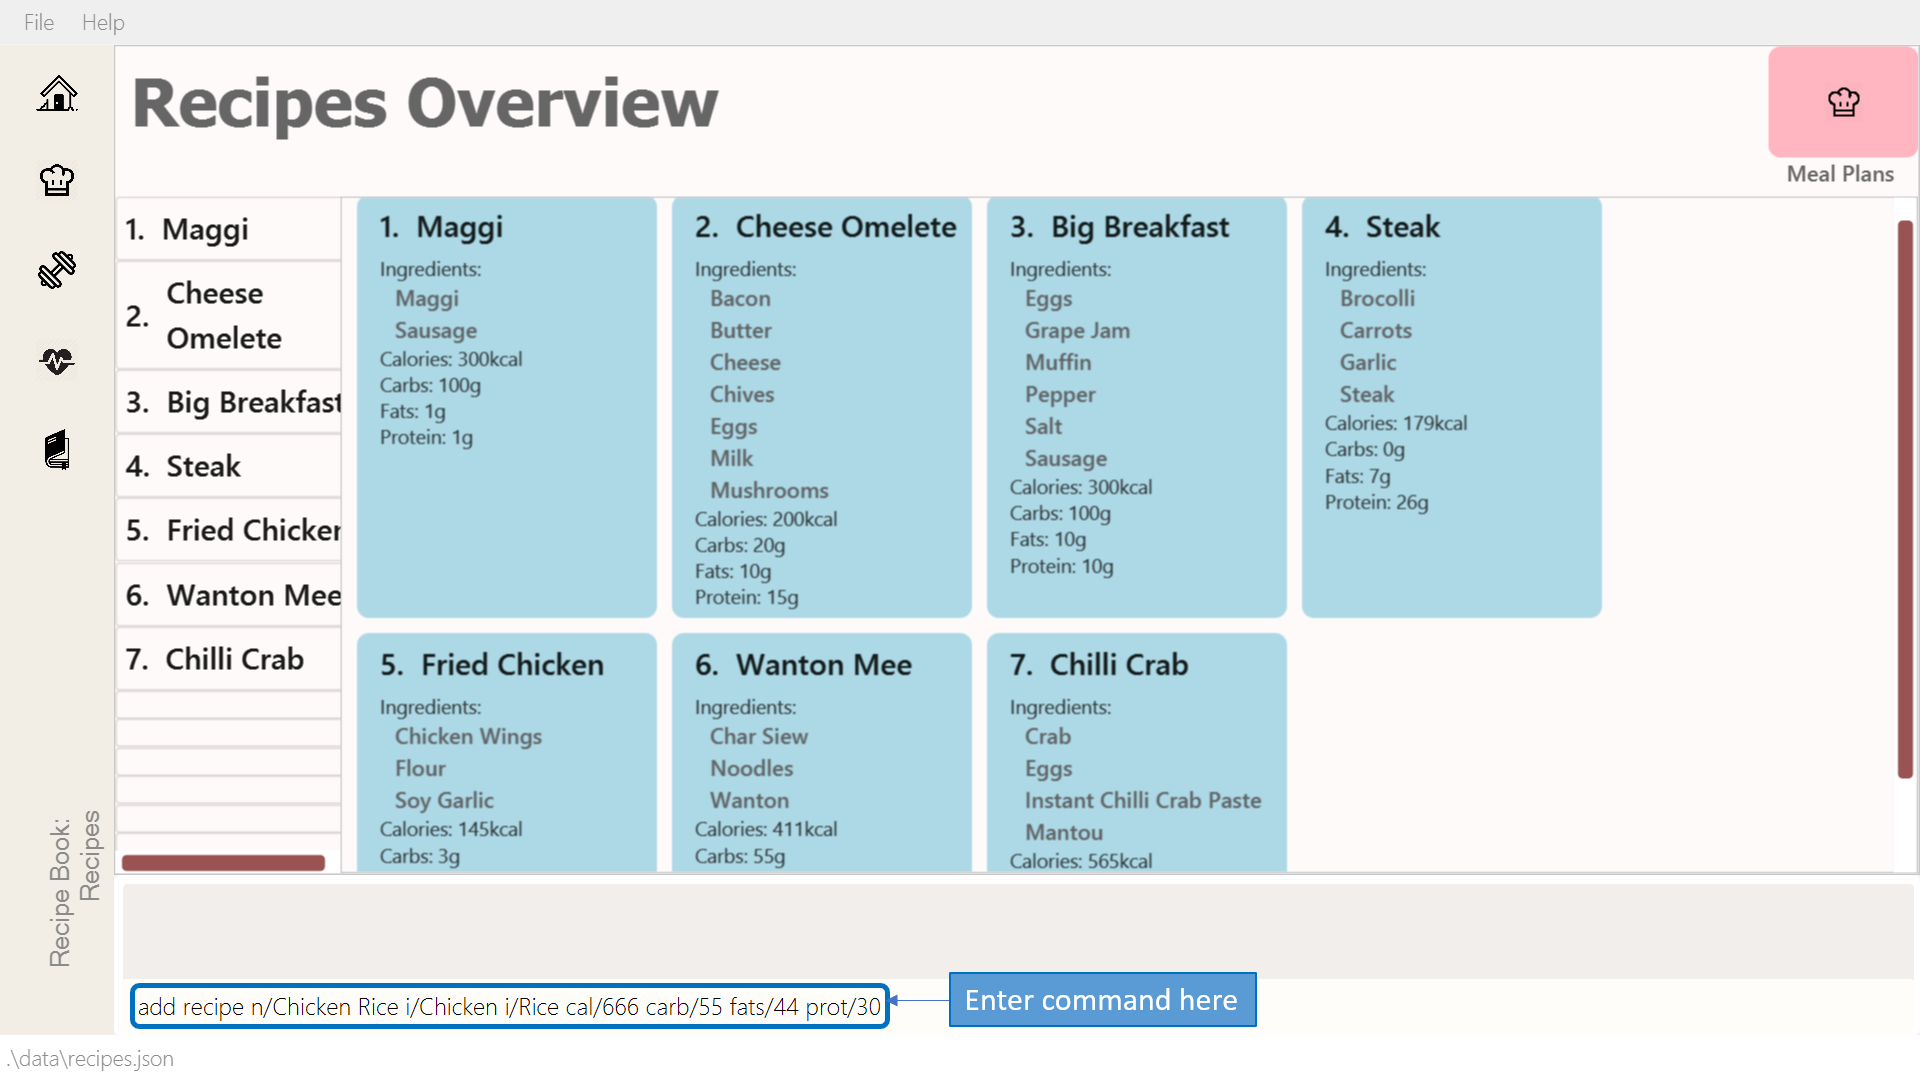 File Help
Recipes Overview
Meal Plans
1. Maggi
2. Cheese
Omelete
3. Big Breakfast
4. Steak
5. Fried Chicken
6. Wanton Mee
7. Chilli Crab
1. Maggi
Ingredients:
Maggi
Sausage
Calories: 300kcal
Carbs: 100g
Fats: 1g
Protein: 1g
2. Cheese Omelete
Ingredients:
Bacon
Butter
Cheese
Chives
Eggs
Milk
Mushrooms
Calories: 200kcal
Carbs: 20g
Fats: 10g
Protein: 15g
3. Big Breakfast
Ingredients:
Eggs
Grape Jam
Muffin
Pepper
Salt
Sausage
Calories: 300kcal
Carbs: 100g
Fats: 10g
Protein: 10g
4. Steak
Ingredients:
Brocolli
Carrots
Garlic
Steak
Calories: 179kcal
Carbs: 0g
Fats: 7g
Protein: 26g
5. Fried Chicken
Ingredients:
Chicken Wings
Flour
Soy Garlic
Calories: 145kcal
Carbs: 3g
6. Wanton Mee
Ingredients:
Char Siew
Noodles
Wanton
Calories: 411kcal
Carbs: 55g
7. Chilli Crab
Ingredients:
Crab
Eggs
Instant Chilli Crab Paste
Mantou
Calories: 565kcal
Recipe Book:
Recipes
add recipe n/Chicken Rice i/Chicken i/Rice cal/666 carb/55 fats/44 prot/30
Enter command here
.\data\recipes.json